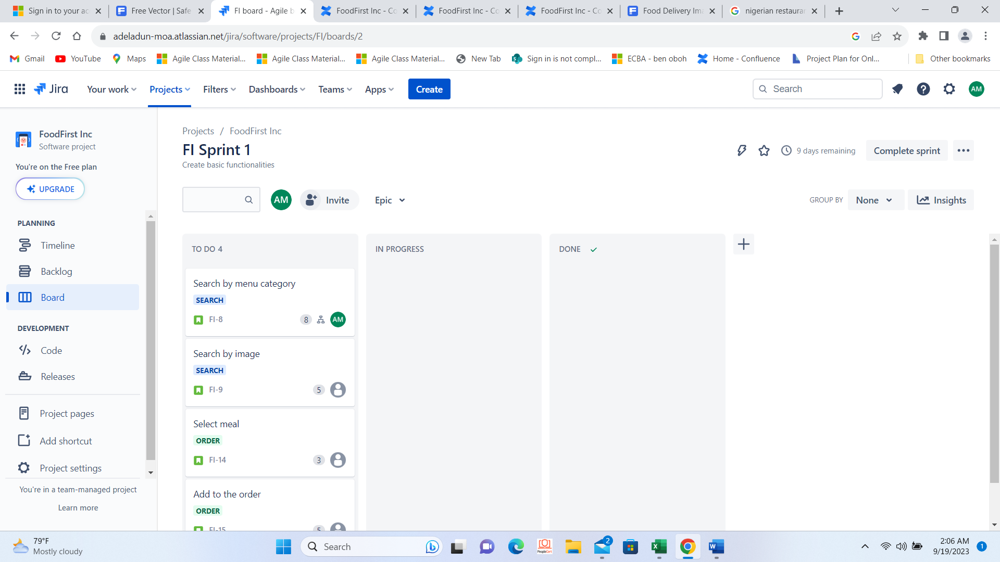 Sign in to your ac
Free Vector | Safe
FI board - Agile b
FoodFirst Inc - Co
FoodFirst Inc - Co
FoodFirst Inc - Co
Food Delivery Ima
nigerian restauran
adeladun-moa.atlassian.net/jira/software/projects/FI/boards/2
Gmail
YouTube
Maps
Agile Class Material...
Agile Class Material...
Agile Class Material...
New Tab
Sign in is not compl...
ECBA - ben oboh
Home - Confluence
Project Plan for Onl...
Other bookmarks
Jira
Your work
Projects
Filters
Dashboards
Teams
Apps
Create
Search
AM
FoodFirst Inc
Software project
You're on the Free plan
UPGRADE
PLANNING
Timeline
Backlog
Board
DEVELOPMENT
Code
Releases
Project pages
Add shortcut
Project settings
You're in a team-managed project
Learn more
Projects / FoodFirst Inc
FI Sprint 1
Create basic functionalities
9 days remaining
Complete sprint
AM
Invite
Epic
GROUP BY
None
Insights
TO DO 4
IN PROGRESS
DONE
Search by menu category
SEARCH
FI-8
8
AM
Search by image
SEARCH
FI-9
5
Select meal
ORDER
FI-14
3
Add to the order
ORDER
FI-15
5
79°F
Mostly cloudy
Search
PeopleCert
2
2:06 AM
9/19/2023
1